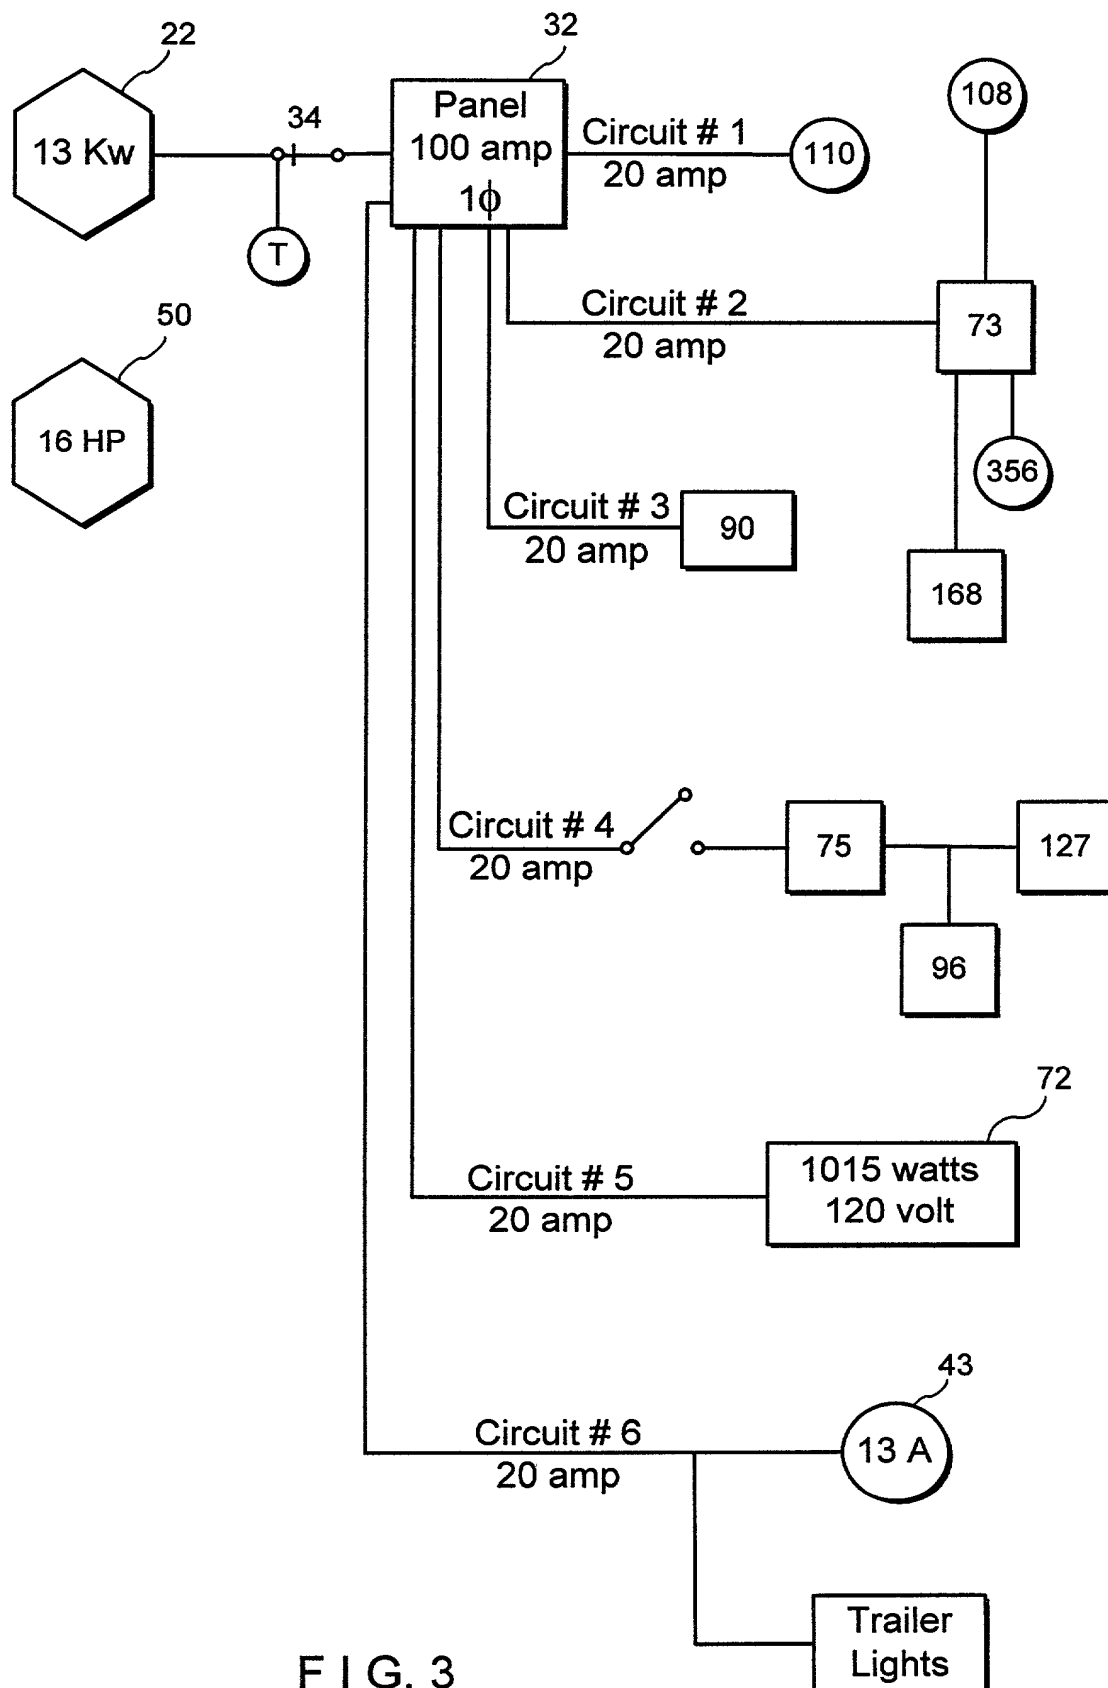 22
32
13 Kw
34
Panel
100 amp
1ϕ
Circuit # 1
20 amp
110
108
T
Circuit # 2
20 amp
73
50
16 HP
356
Circuit # 3
20 amp
90
168
Circuit # 4
20 amp
75
127
96
72
Circuit # 5
20 amp
1015 watts
120 volt
43
Circuit # 6
20 amp
13 A
Trailer
Lights
F I G. 3